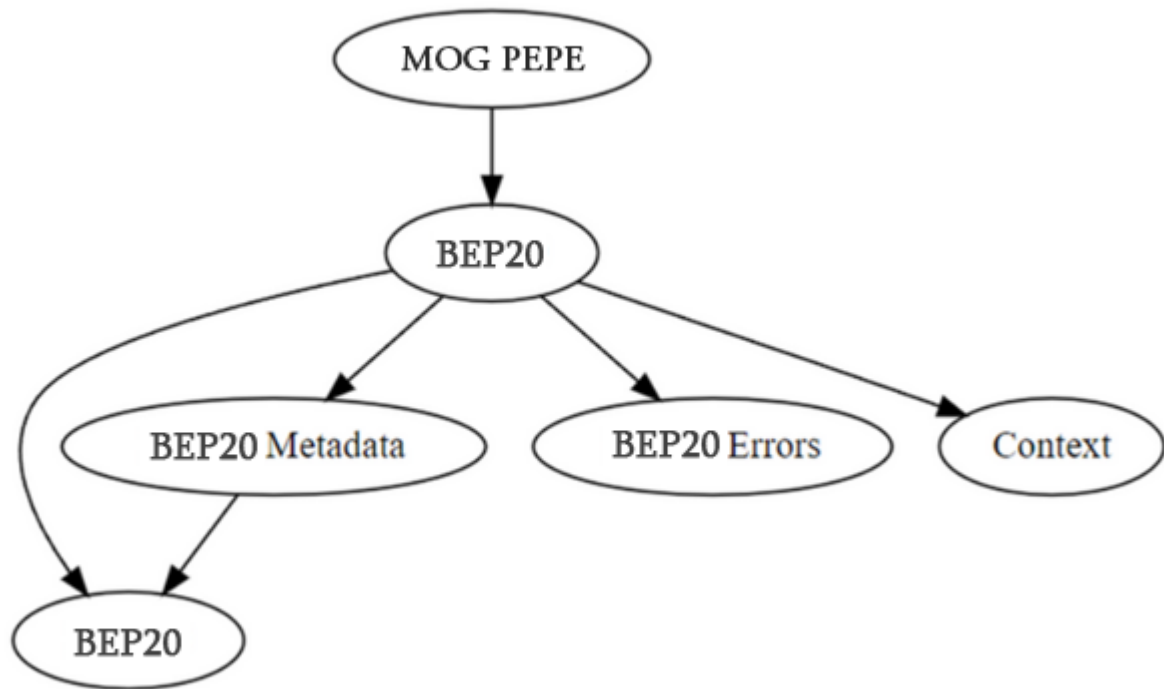 MOG PEPE
BEP20
BEP20 Metadata
BEP20 Errors
Context
BEP20